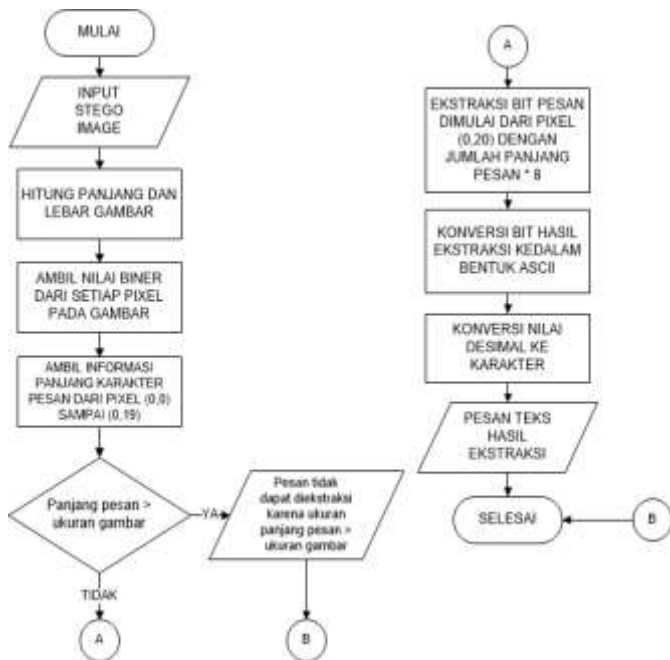 MULAI
INPUT
STEGO
IMAGE
HITUNG PANJANG DAN
LEBAR GAMBAR
AMBIL NILAI BINER
DARI SETIAP PIXEL
PADA GAMBAR
AMBIL INFORMASI
PANJANG KARAKTER
PESAN DARI PIXEL (0,0)
SAMPAI (0,19)
Panjang pesan >
ukuran gambar
YA
Pesan tidak
dapat diekstraksi
karena ukuran
panjang pesan >
ukuran gambar
TIDAK
A
B
A
EKSTRAKSI BIT PESAN
DIMULAI DARI PIXEL
(0,20) DENGAN
JUMLAH PANJANG
PESAN * 8
KONVERSI BIT HASIL
EKSTRAKSI KEDALAM
BENTUK ASCII
KONVERSI NILAI
DESIMAL KE
KARAKTER
PESAN TEKS
HASIL
EKSTRAKSI
SELESAI
B